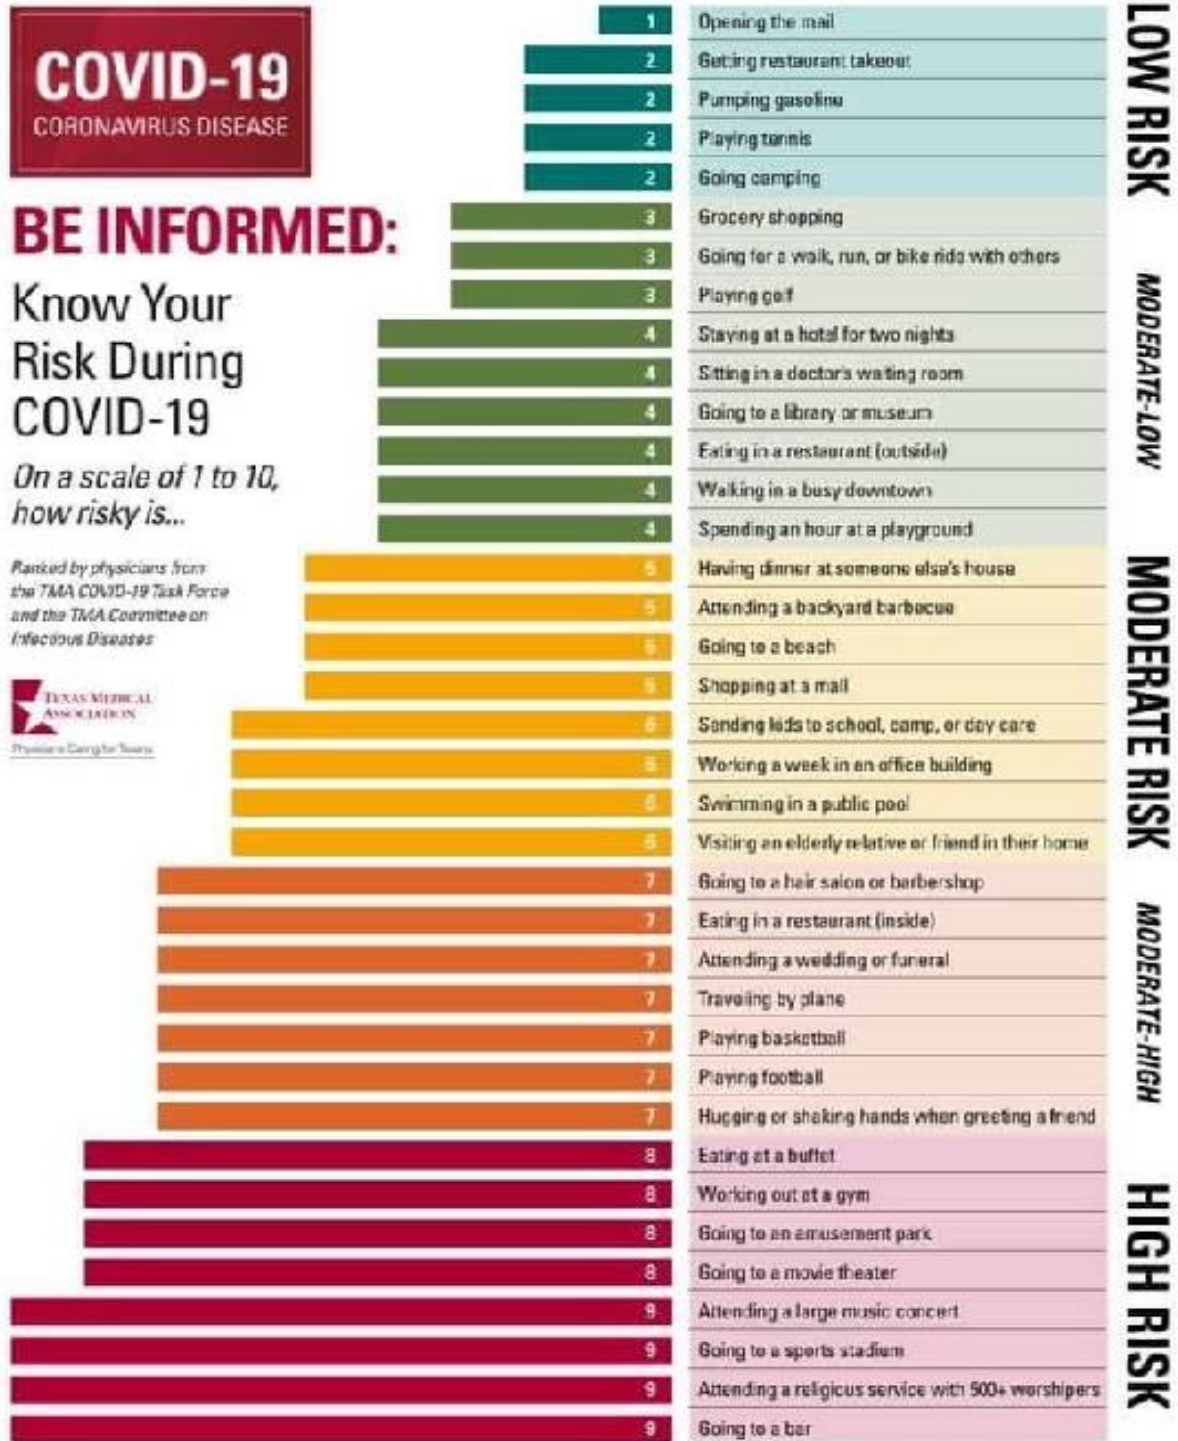 COVID-19
CORONAVIRUS DISEASE
BE INFORMED:
Know Your
Risk During
COVID-19
On a scale of 1 to 10,
how risky is...
Ranked by physicians from
the TMA COVID-19 Task Force
and the TMA Committee on
Infectious Diseases
TEXAS MEDICAL
ASSOCIATION
Physicians Caring for Texans
LOW RISK
1 Opening the mail
2 Getting restaurant takeout
2 Pumping gasoline
2 Playing tennis
2 Going camping
MODERATE-LOW
3 Grocery shopping
3 Going for a walk, run, or bike ride with others
3 Playing golf
4 Staying at a hotel for two nights
4 Sitting in a doctor's waiting room
4 Going to a library or museum
4 Eating in a restaurant (outside)
4 Walking in a busy downtown
4 Spending an hour at a playground
MODERATE RISK
5 Having dinner at someone else's house
5 Attending a backyard barbecue
5 Going to a beach
5 Shopping at a mall
6 Sending kids to school, camp, or day care
6 Working a week in an office building
6 Swimming in a public pool
6 Visiting an elderly relative or friend in their home
MODERATE-HIGH
7 Going to a hair salon or barbershop
7 Eating in a restaurant (inside)
7 Attending a wedding or funeral
7 Traveling by plane
7 Playing basketball
7 Playing football
7 Hugging or shaking hands when greeting a friend
HIGH RISK
8 Eating at a buffet
8 Working out at a gym
8 Going to an amusement park
8 Going to a movie theater
9 Attending a large music concert
9 Going to a sports stadium
9 Attending a religious service with 500+ worshipers
9 Going to a bar